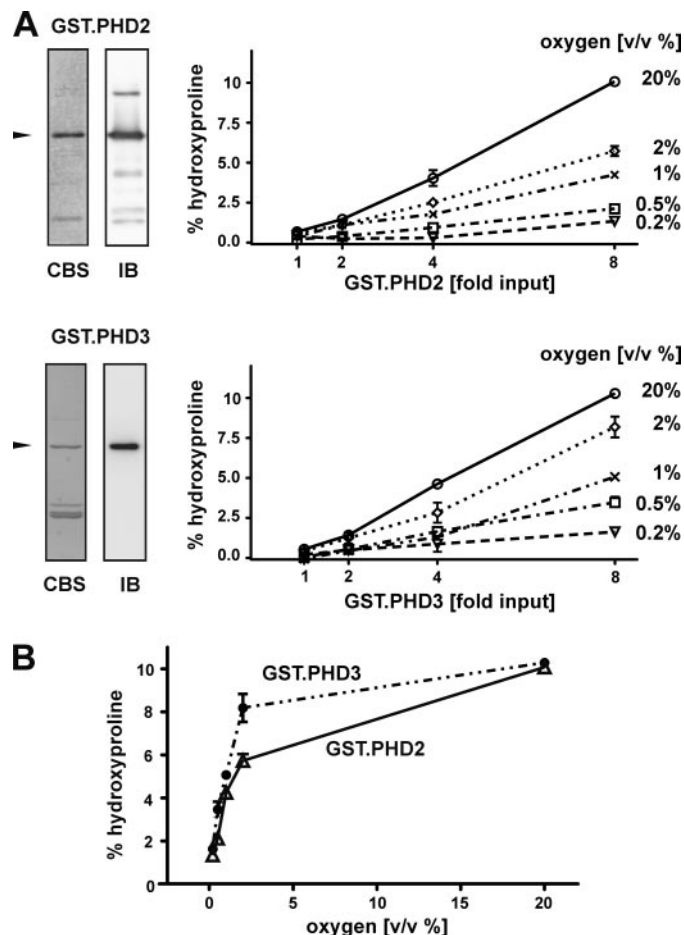 A
GST.PHD2
CBS IB
oxygen [v/v %]
% hydroxyproline
10
7.5
5.0
2.5
0.0
20%
2%
1%
0.5%
0.2%
1 2 4 8
GST.PHD2 [fold input]
GST.PHD3
CBS IB
oxygen [v/v %]
% hydroxyproline
10
7.5
5.0
2.5
0.0
20%
2%
1%
0.5%
0.2%
1 2 4 8
GST.PHD3 [fold input]
B
% hydroxyproline
10
8
6
4
2
0
GST.PHD3
GST.PHD2
0 5 10 15 20
oxygen [v/v %]